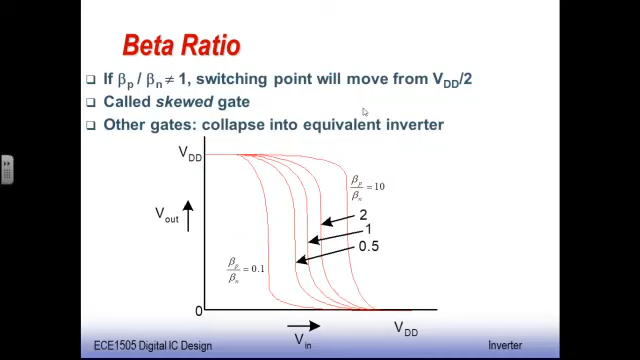 Beta Ratio
If βp / βn ≠ 1, switching point will move from VDD/2
Called skewed gate
Other gates: collapse into equivalent inverter
VDD
βp/βn = 10
2
Vout
1
0.5
βp/βn = 0.1
0
VDD
Vin
ECE1505 Digital IC Design
Inverter